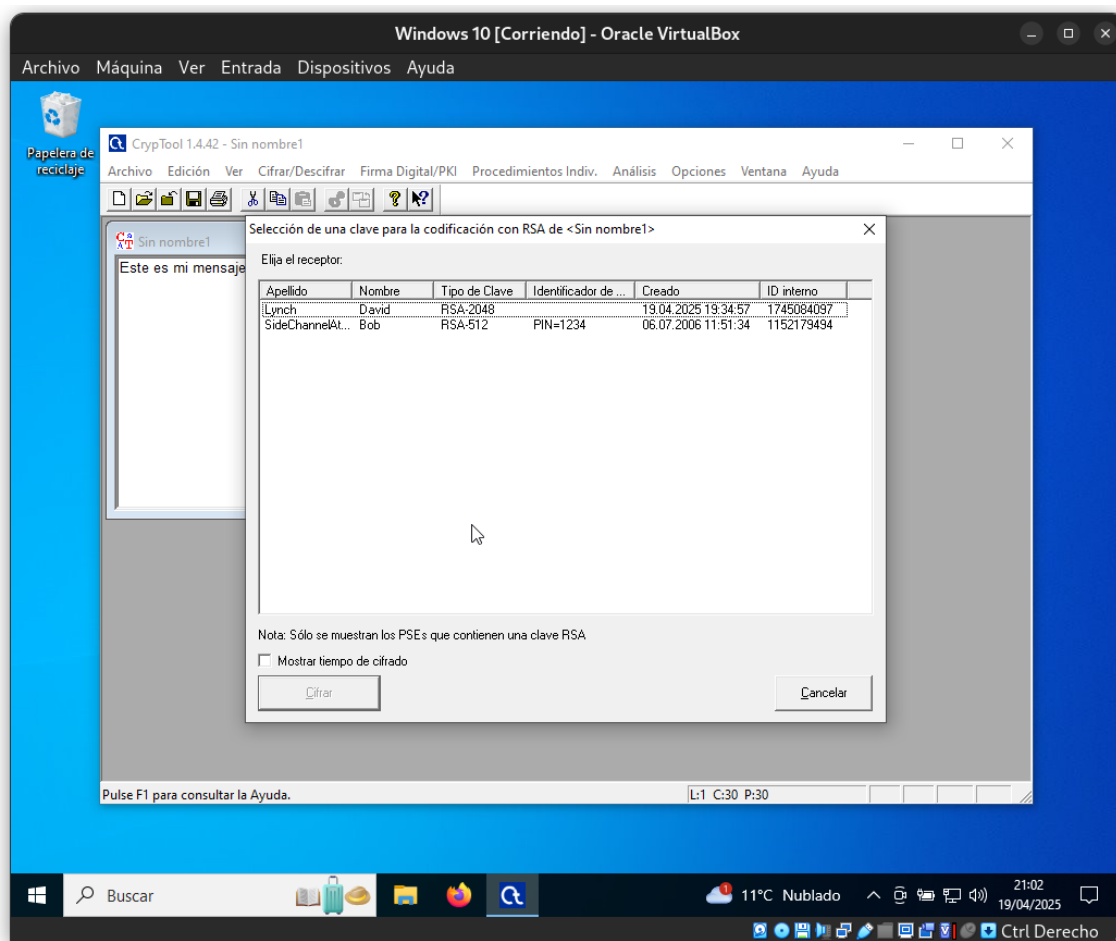 Windows 10 [Corriendo] - Oracle VirtualBox
Archivo Máquina Ver Entrada Dispositivos Ayuda
Papelera de
reciclaje
CrypTool 1.4.42 - Sin nombre1
Archivo Edición Ver Cifrar/Descifrar Firma Digital/PKI Procedimientos Indiv. Análisis Opciones Ventana Ayuda
Sin nombre1
Este es mi mensaje
Selección de una clave para la codificación con RSA de <Sin nombre1>
Elija el receptor:
Apellido Nombre Tipo de Clave Identificador de ... Creado ID interno
Lynch David RSA-2048 19.04.2025 19:34:57 1745084097
SideChannelAt... Bob RSA-512 PIN=1234 06.07.2006 11:51:34 1152179494
Nota: Sólo se muestran los PSEs que contienen una clave RSA
Mostrar tiempo de cifrado
Cifrar Cancelar
Pulse F1 para consultar la Ayuda. L:1 C:30 P:30
Buscar 11°C Nublado 21:02
19/04/2025
Ctrl Derecho